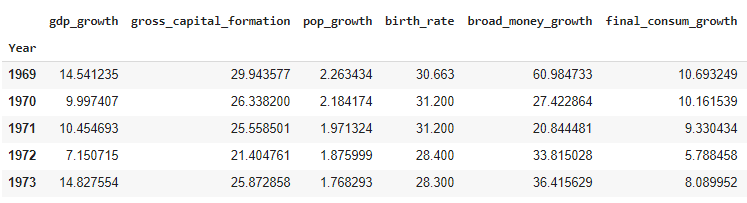 gdp_growth gross_capital_formation pop_growth birth_rate broad_money_growth final_consum_growth
Year
1969 14.541235 29.943577 2.263434 30.663 60.984733 10.693249
1970 9.997407 26.338200 2.184174 31.200 27.422864 10.161539
1971 10.454693 25.558501 1.971324 31.200 20.844481 9.330434
1972 7.150715 21.404761 1.875999 28.400 33.815028 5.788458
1973 14.827554 25.872858 1.768293 28.300 36.415629 8.089952